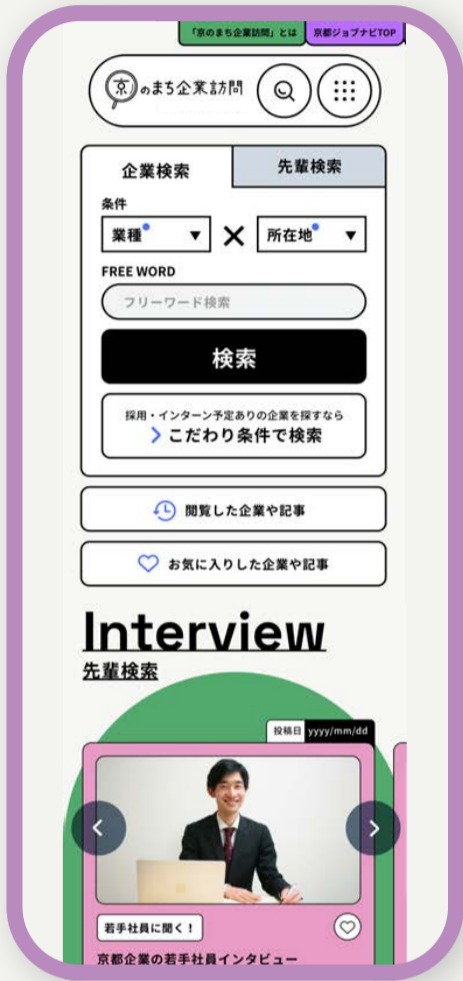 「京のまち企業訪問」とは
京都ジョブナビTOP
京のまち企業訪問
企業検索
先輩検索
条件
業種 ▼ × 所在地 ▼
FREE WORD
フリーワード検索
検索
採用・インターン予定ありの企業を探すなら
こだわり条件で検索
閲覧した企業や記事
お気に入りした企業や記事
Interview
先輩検索
投稿日 yyyy/mm/dd
若手社員に聞く！
京都企業の若手社員インタビュー